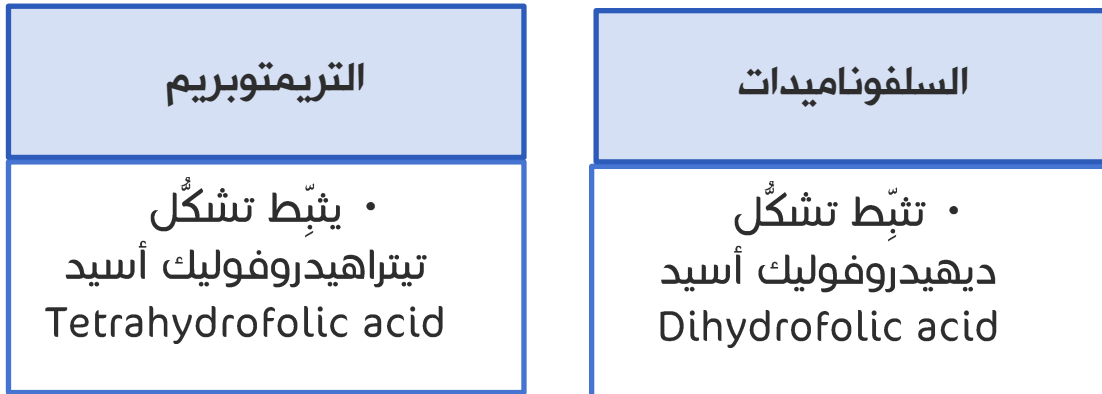 السلفوناميدات
• تثبِّط تشكُّل
ديهيدروفوليك أسيد
Dihydrofolic acid
التريمتوبريم
• يثبِّط تشكُّل
تيتراهيدروفوليك أسيد
Tetrahydrofolic acid